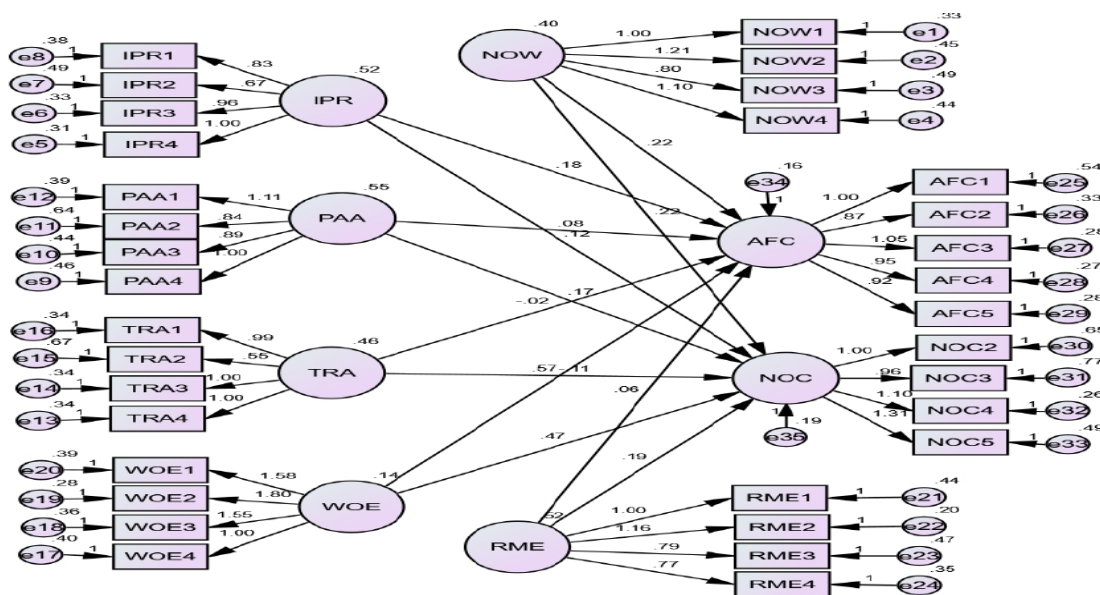 .38 e8 1 IPR1 .83
.49 e7 1 IPR2 .67
.33 e6 1 IPR3 .96
.31 e5 1 IPR4 1.00
.52 IPR
.39 e12 1 PAA1 1.11
.64 e11 1 PAA2 .84
.44 e10 1 PAA3 .89
.46 e9 1 PAA4 1.00
.55 PAA
.34 e16 1 TRA1 .99
.67 e15 1 TRA2 .55
.34 e14 1 TRA3 1.00
.34 e13 1 TRA4 1.00
.46 TRA
.39 e20 1 WOE1 1.58
.28 e19 1 WOE2 1.80
.36 e18 1 WOE3 1.55
.40 e17 1 WOE4 1.00
.14 WOE
.40 NOW
1.00 NOW1 1 e1 .33
1.21 NOW2 1 e2 .45
.80 NOW3 1 e3 .49
1.10 NOW4 1 e4 .44
.22
.18
.22
.12
.08
-.02
.17
.57
.11
.06
.47
.19
.16 e34 1
AFC
1.00 AFC1 1 e25 .54
.87 AFC2 1 e26 .33
1.05 AFC3 1 e27 .28
.95 AFC4 1 e28 .27
.92 AFC5 1 e29 .28
NOC
1.00 NOC2 1 e30 .65
.96 NOC3 1 e31 .77
1.10 NOC4 1 e32 .26
1.31 NOC5 1 e33 .49
1 .19 e35
.52 RME
1.00 RME1 1 e21 .44
1.16 RME2 1 e22 .20
.79 RME3 1 e23 .47
.77 RME4 1 e24 .35